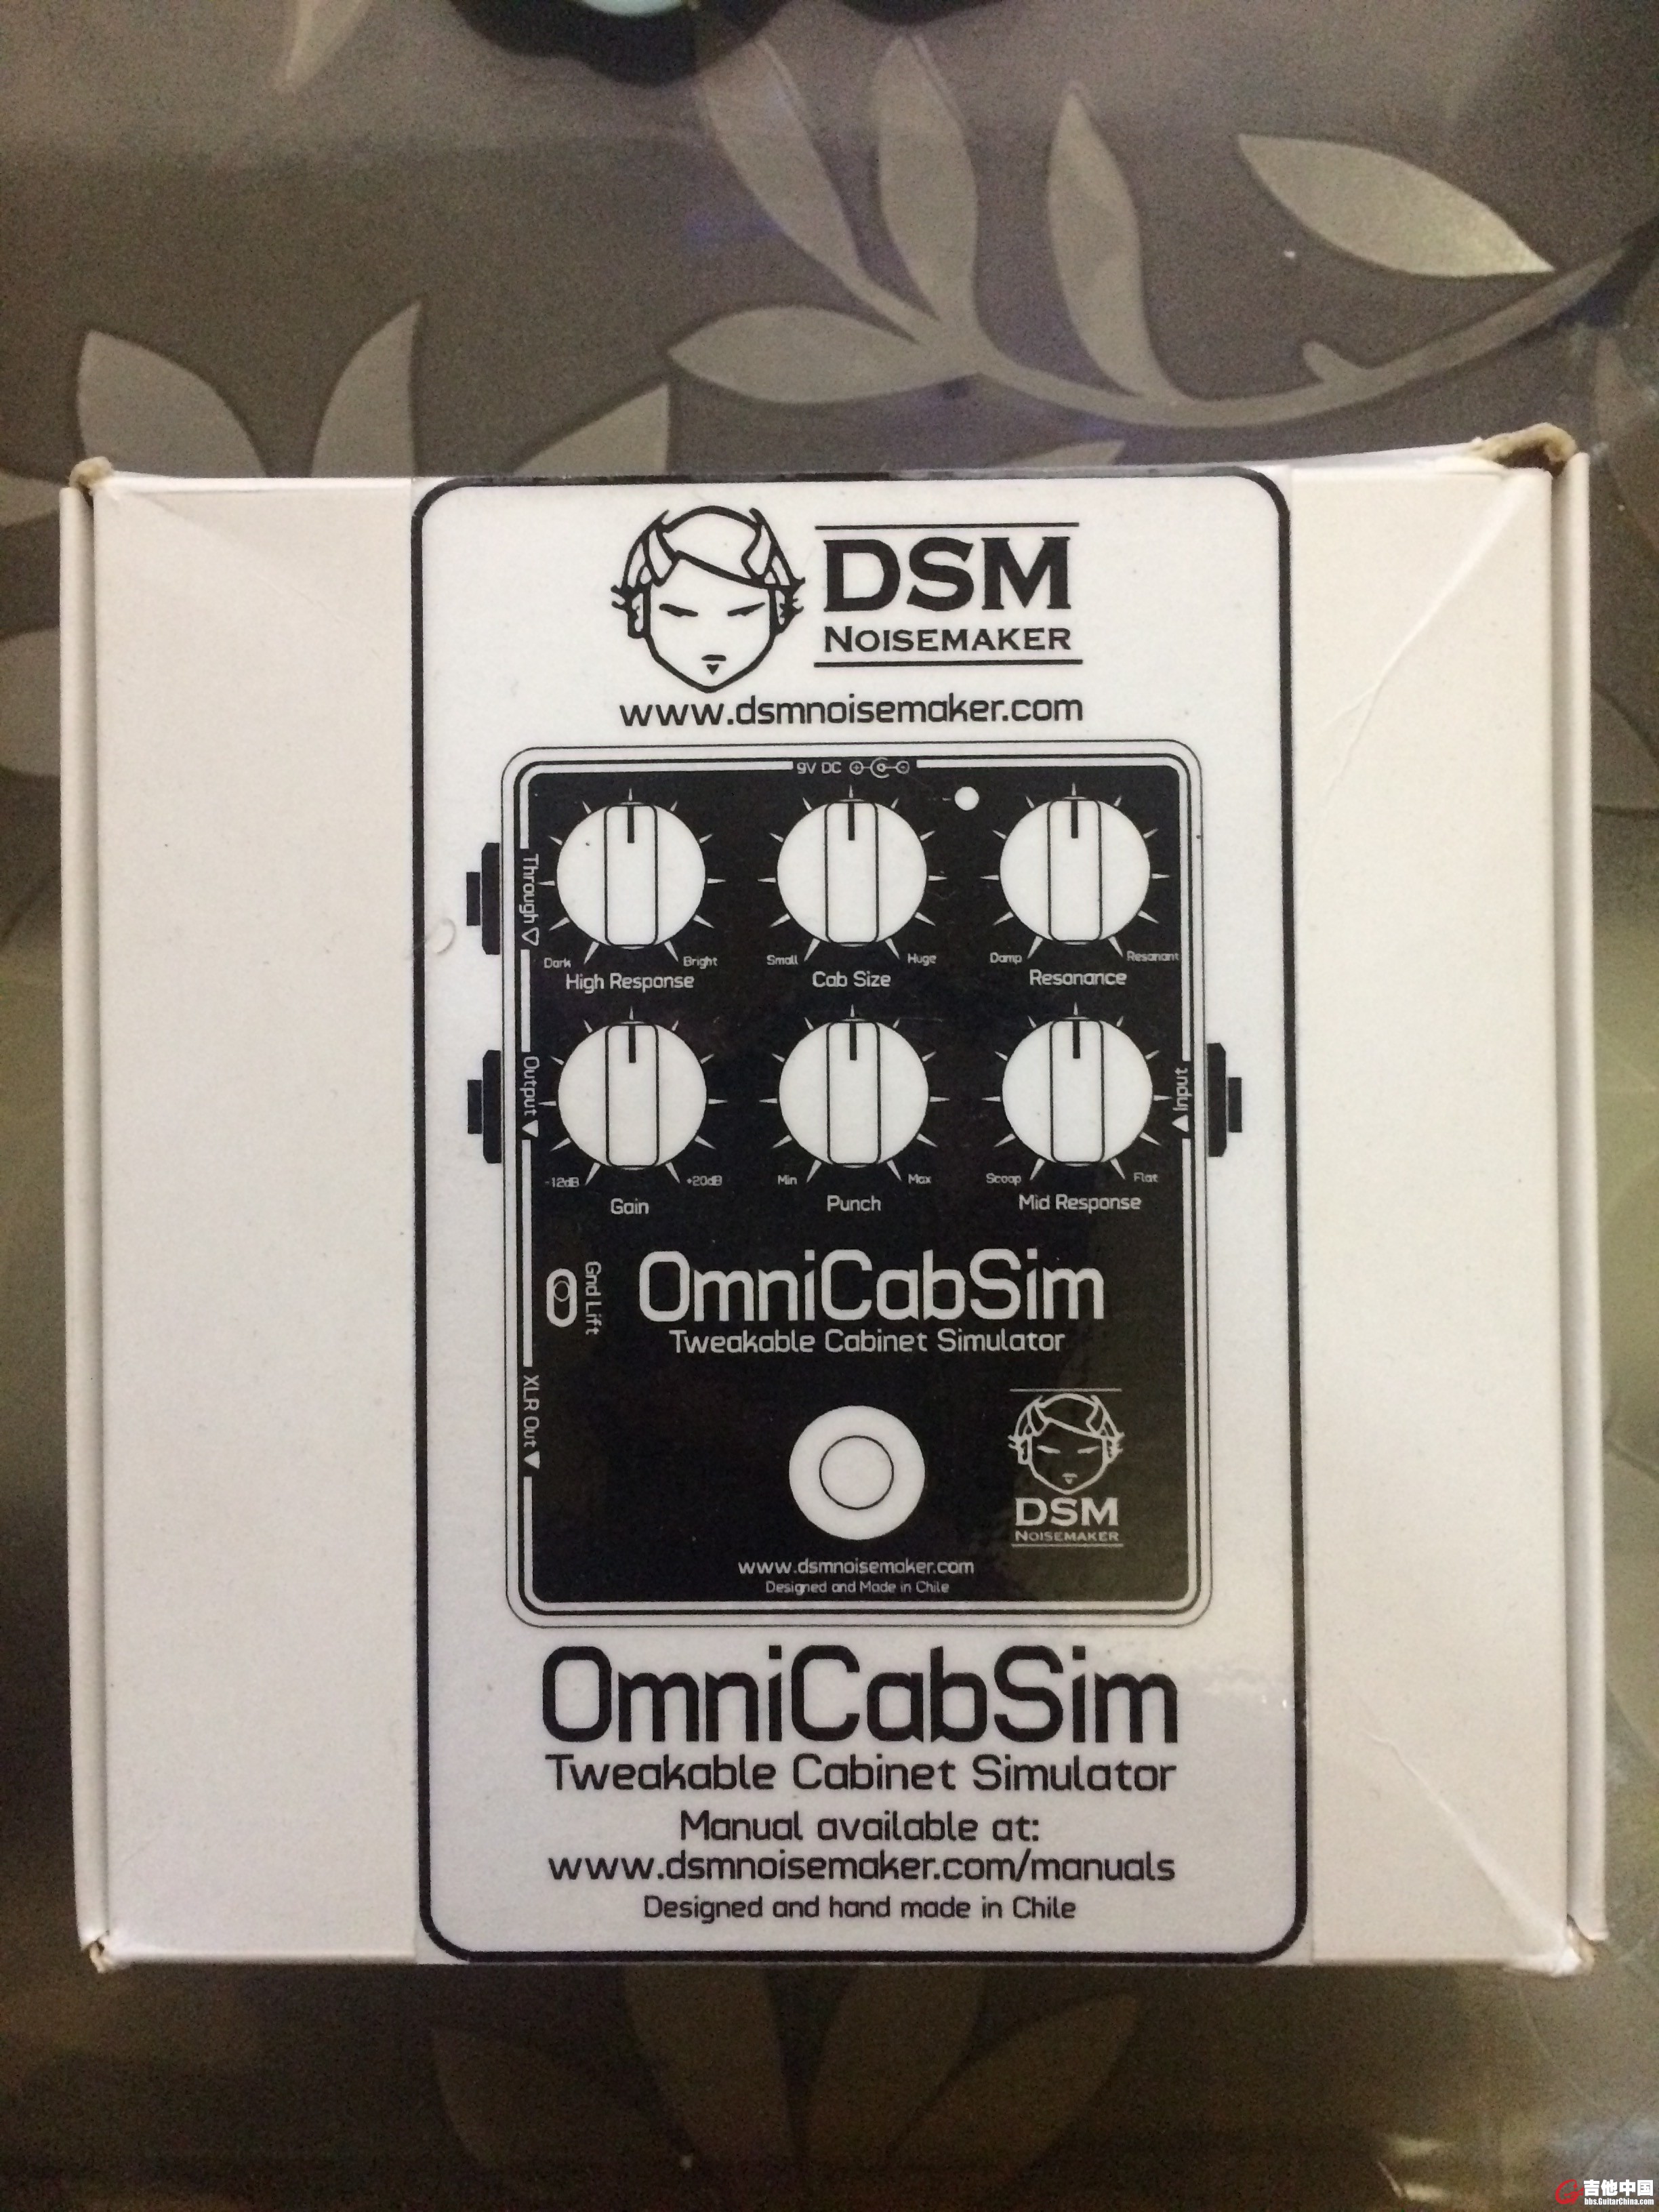 DSM
NOISEMAKER
www.dsmnoisemaker.com
9V DC
Through
Dark Bright
High Response
Small Huge
Cab Size
Damp Resonant
Resonance
Output
Input
-12dB +20dB
Gain
Min Max
Punch
Scoop Flat
Mid Response
Gnd Lift
OmniCabSim
Tweakable Cabinet Simulator
XLR Out
DSM
NOISEMAKER
www.dsmnoisemaker.com
Designed and Made in Chile
OmniCabSim
Tweakable Cabinet Simulator
Manual available at:
www.dsmnoisemaker.com/manuals
Designed and hand made in Chile
吉他中国
bbs.GuitarChina.com